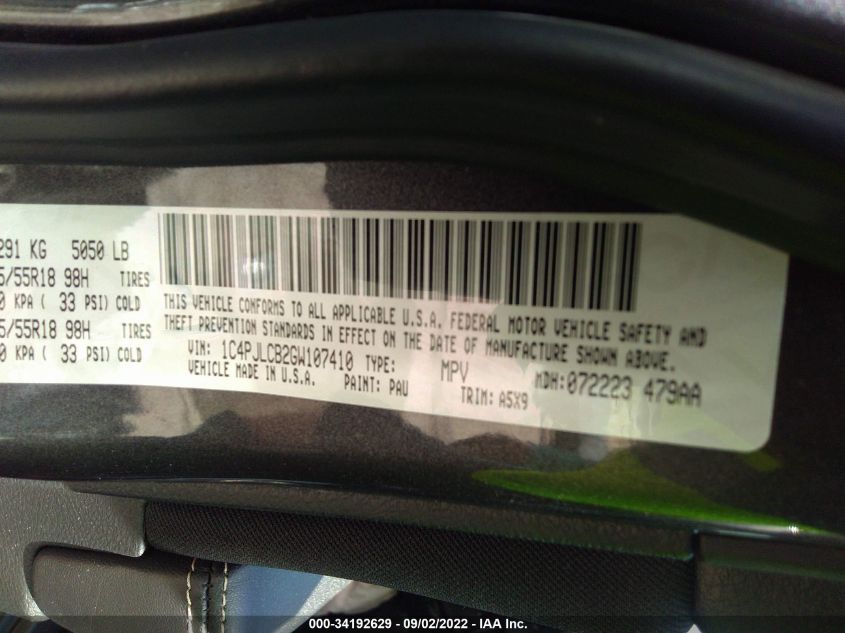 291 KG 5050 LB
5/55R18 98H TIRES
0 KPA ( 33 PSI) COLD
5/55R18 98H TIRES
0 KPA ( 33 PSI) COLD
THIS VEHICLE CONFORMS TO ALL APPLICABLE U.S.A. FEDERAL MOTOR VEHICLE SAFETY AND
THEFT PREVENTION STANDARDS IN EFFECT ON THE DATE OF MANUFACTURE SHOWN ABOVE.
VIN: 1C4PJLCB2GW107410 TYPE: MPV MDH:072223 479AA
VEHICLE MADE IN U.S.A. PAINT: PAU TRIM: A5X9
000-34192629 - 09/02/2022 - IAA Inc.